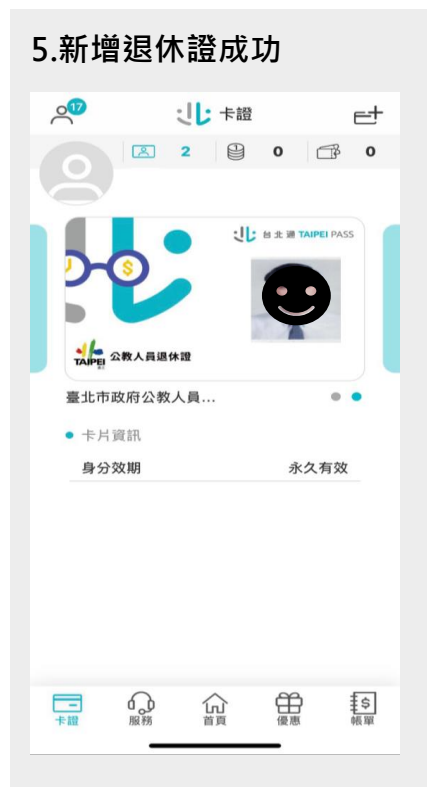 5.新增退休證成功
17
卡證
2 0 0
台北通 TAIPEI PASS
$
TAIPEI 公教人員退休證
臺北市政府公教人員...
卡片資訊
身分效期 永久有效
卡證 服務 首頁 優惠 帳單